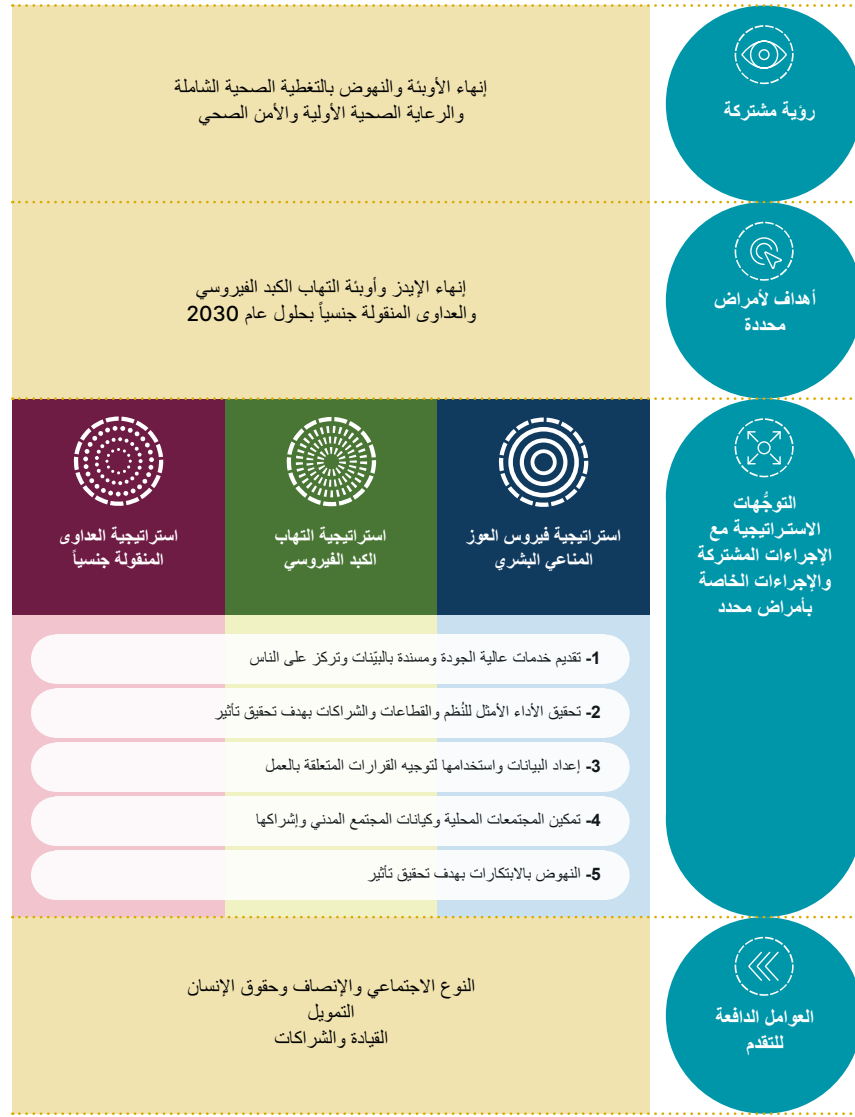 رؤية مشتركة
إنهاء الأوبئة والنهوض بالتغطية الصحية الشاملة
والرعاية الصحية الأولية والأمن الصحي
أهداف لأمراض
محددة
إنهاء الإيدز وأوبئة التهاب الكبد الفيروسي
والعداوى المنقولة جنسياً بحلول عام 2030
التوجُّهات
الاستراتيجية مع
الإجراءات المشتركة
والإجراءات الخاصة
بأمراض محدد
استراتيجية فيروس العوز
المناعي البشري
استراتيجية التهاب
الكبد الفيروسي
استراتيجية العداوى
المنقولة جنسياً
1- تقديم خدمات عالية الجودة ومسندة بالبيّنات وتركز على الناس
2- تحقيق الأداء الأمثل للنُظم والقطاعات والشراكات بهدف تحقيق تأثير
3- إعداد البيانات واستخدامها لتوجيه القرارات المتعلقة بالعمل
4- تمكين المجتمعات المحلية وكيانات المجتمع المدني وإشراكها
5- النهوض بالابتكارات بهدف تحقيق تأثير
العوامل الدافعة
للتقدم
النوع الاجتماعي والإنصاف وحقوق الإنسان
التمويل
القيادة والشراكات